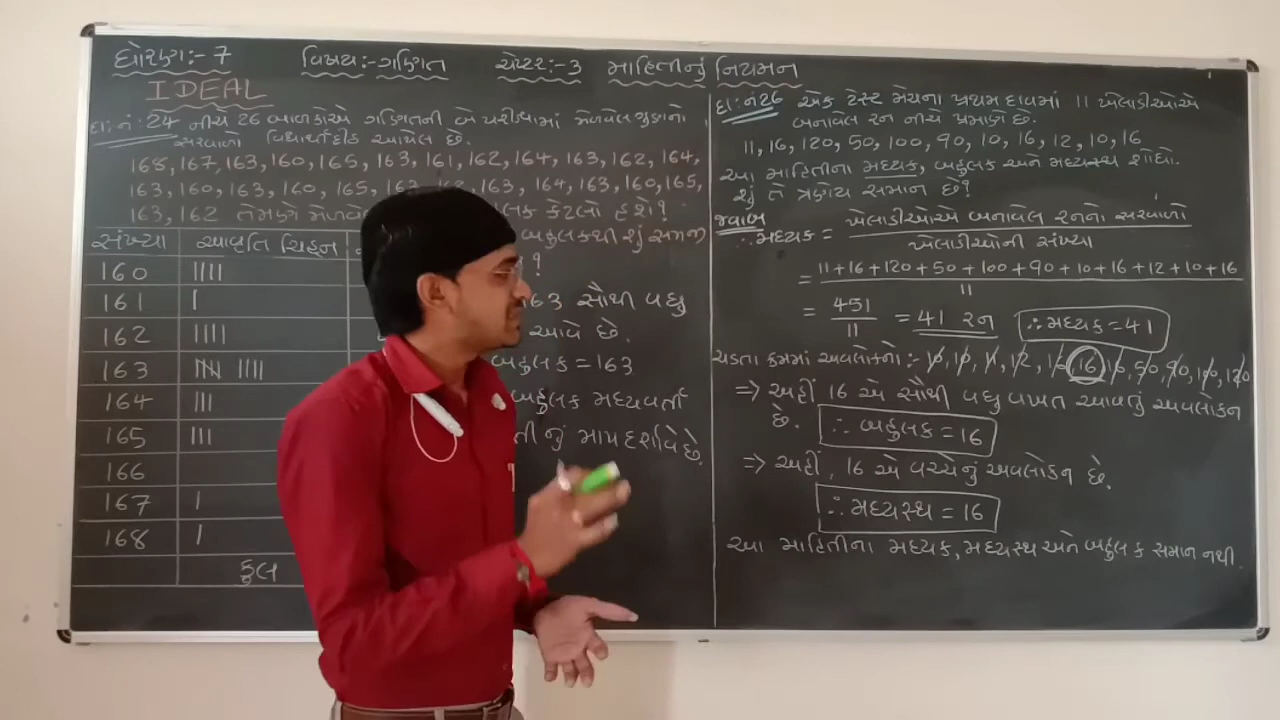 ધોરણ:- 7 વિષય:- ગણિત ચેપ્ટર:- 3 માહિતીનું નિયમન
IDEAL
દા: નં: 24 નીચે 26 બાળકોએ ગણિતની બે પરીક્ષામાં મેળવેલ ગુણનો
સરવાળો વિદ્યાર્થીદીઠ આપેલ છે.
168, 167, 163, 160, 165, 163, 161, 162, 164, 163, 162, 164,
163, 160, 163, 160, 165, 163, 164, 163, 160, 165,
163, 162 તેમણે કેટલો હશે?
બહુલકથી શું સમજો
?
સંખ્યા આવૃતિ ચિહ્ન
160 ||||
161 |
162 ||||
163 |||| ||||
164 |||
165 |||
166
167 |
168 |
કુલ
163 સૌથી વધુ
આવે છે.
બહુલક = 163
બહુલક મધ્યવર્તી
નું માપ દર્શાવે છે.
દા: નં 26 એક ટેસ્ટ મેચના પ્રથમ દાવમાં 11 ખેલાડીઓએ
બનાવેલ રન નીચે પ્રમાણે છે.
11, 16, 120, 50, 100, 90, 10, 16, 12, 10, 16
આ માહિતીના મધ્યક, બહુલક અને મધ્યસ્થ શોધો.
શું તે ત્રણેય સમાન છે?
જવાબ
∴ મધ્યક = ખેલાડીઓએ બનાવેલ રનનો સરવાળો
ખેલાડીઓની સંખ્યા
= 11 + 16 + 120 + 50 + 100 + 90 + 10 + 16 + 12 + 10 + 16
11
= 451
11
= 41 રન
∴ મધ્યક = 41
ચડતા ક્રમમાં અવલોકનો:- 10, 10, 11, 12, 16, 16, 16, 50, 90, 100, 120
⇒ અહીં 16 એ સૌથી વધુ વખત આવતું અવલોકન
છે. ∴ બહુલક = 16
⇒ અહીં, 16 એ વચ્ચેનું અવલોકન છે.
∴ મધ્યસ્થ = 16
આ માહિતીના મધ્યક, મધ્યસ્થ અને બહુલક સમાન નથી.